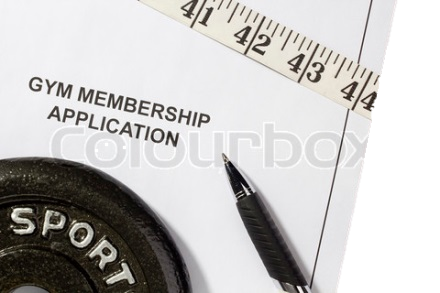 41 42 43 44
GYM MEMBERSHIP
APPLICATION
colourbox
SPORT